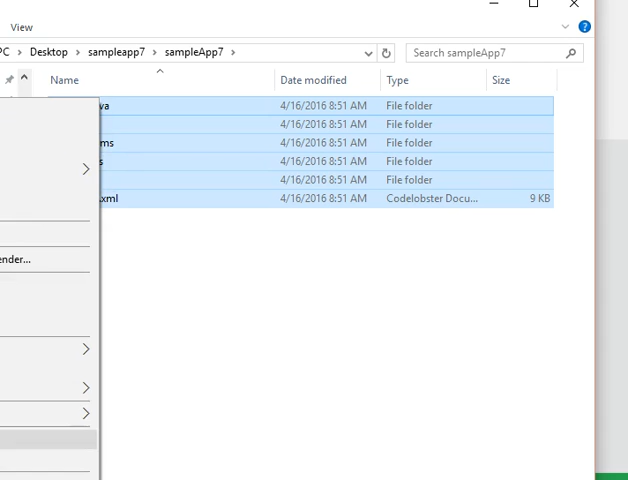 View
PC > Desktop > sampleapp7 > sampleApp7 >
Search sampleApp7
Name Date modified Type Size
va 4/16/2016 8:51 AM File folder
4/16/2016 8:51 AM File folder
ms 4/16/2016 8:51 AM File folder
s 4/16/2016 8:51 AM File folder
4/16/2016 8:51 AM File folder
.xml 4/16/2016 8:51 AM Codelobster Docu... 9 KB
ender...